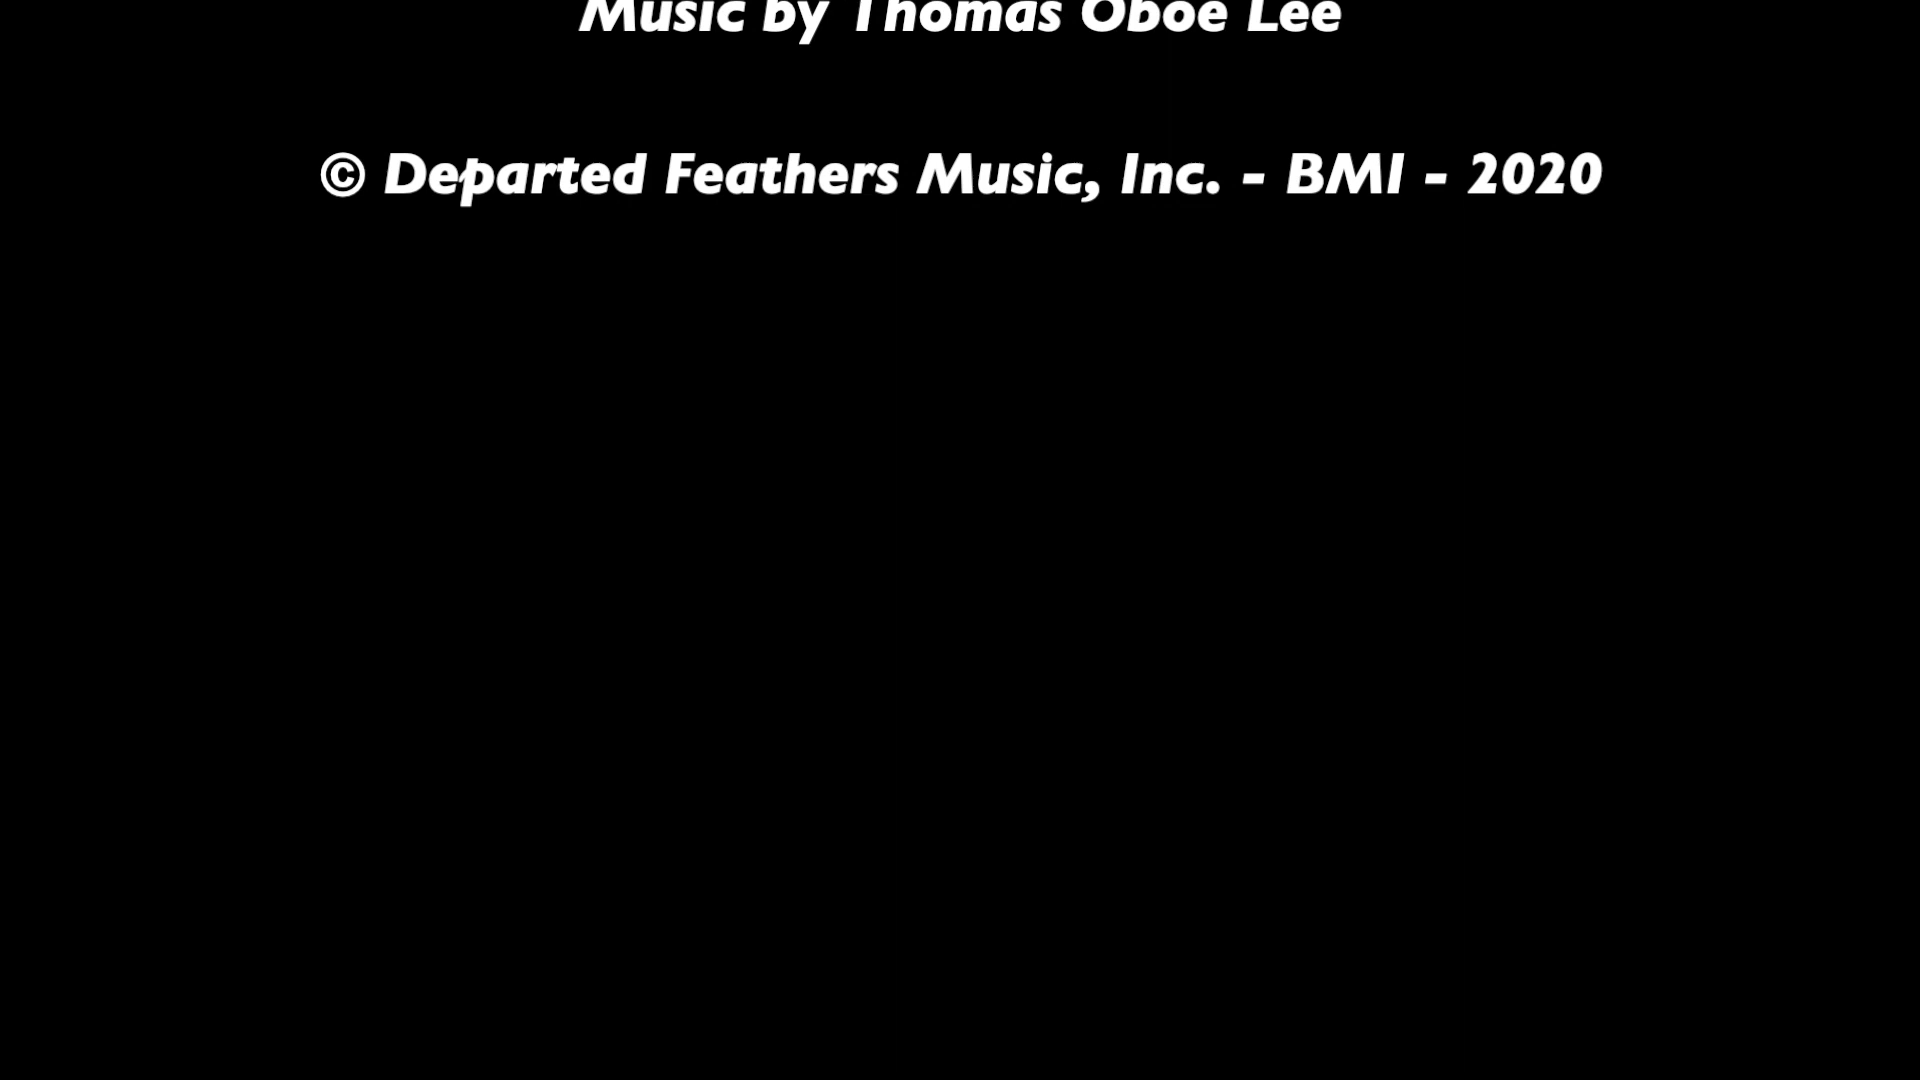 Music by Thomas Oboe Lee
© Departed Feathers Music, Inc. - BMI - 2020